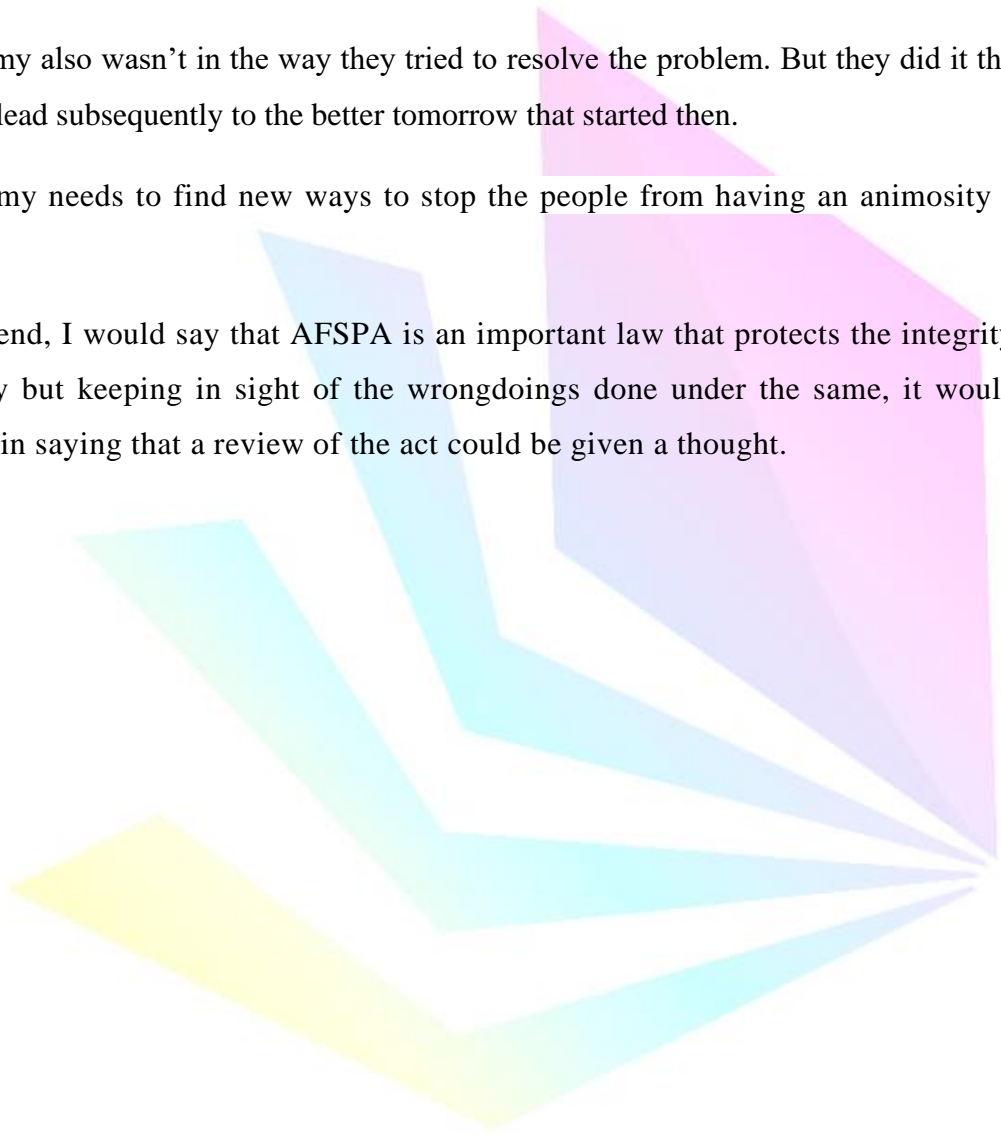 my also wasn’t in the way they tried to resolve the problem. But they did it th
lead subsequently to the better tomorrow that started then.
my needs to find new ways to stop the people from having an animosity
end, I would say that AFSPA is an important law that protects the integrity
y but keeping in sight of the wrongdoings done under the same, it woul
in saying that a review of the act could be given a thought.